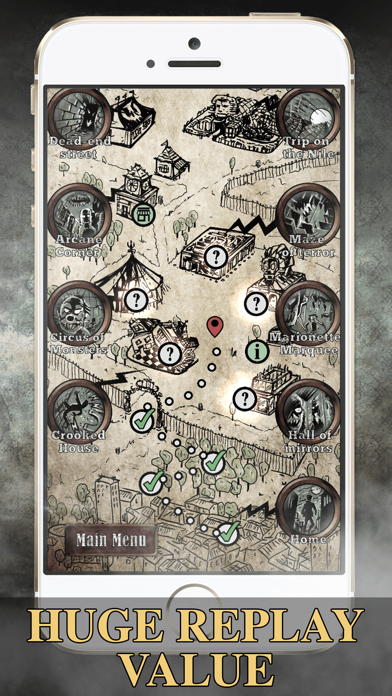 Dead-end
street
Trip on
the Nile
Arcane
Corner
Maze
of terror
?
?
?
Circus of
Monsters
?
i
Marionette
Marquee
?
Crooked
House
Hall of
mirrors
Main Menu
Home
HUGE REPLAY
VALUE